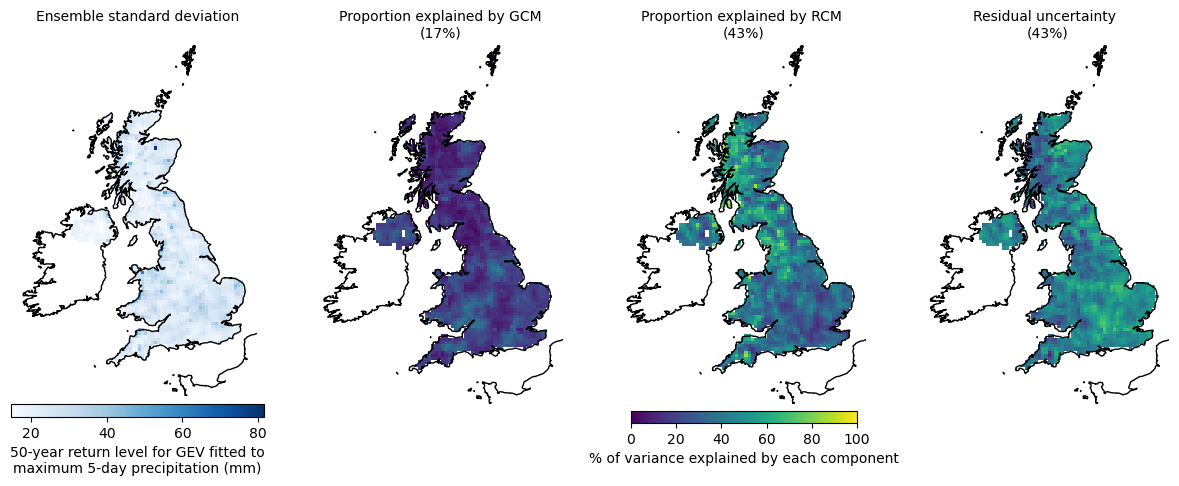 Ensemble standard deviation
Proportion explained by GCM
(17%)
Proportion explained by RCM
(43%)
Residual uncertainty
(43%)
20 40 60 80
50-year return level for GEV fitted to
maximum 5-day precipitation (mm)
0 20 40 60 80 100
% of variance explained by each component